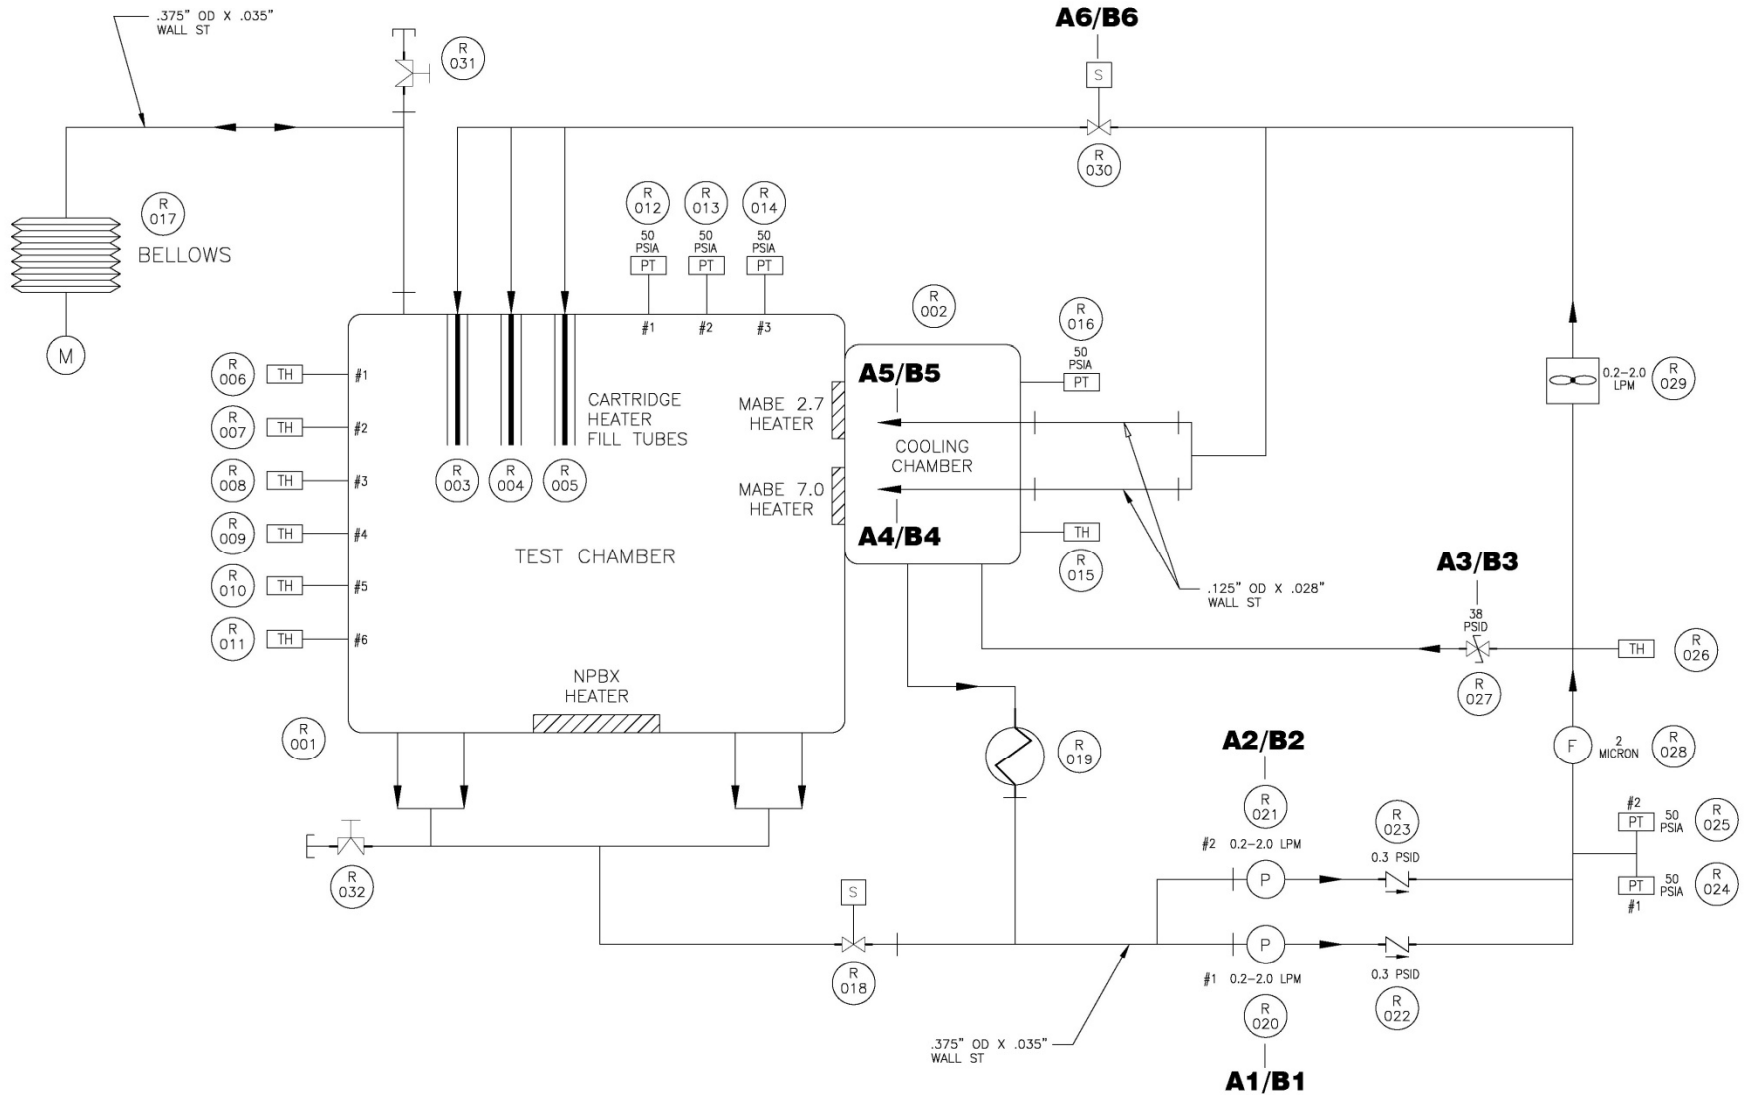 .375" OD X .035"
WALL ST
R
031
A6/B6
S
R
030
R
017
BELLOWS
M
R
012
R
013
R
014
50
PSIA
50
PSIA
50
PSIA
PT
PT
PT
#1
#2
#3
R
002
R
016
50
PSIA
PT
0.2-2.0
LPM
R
029
R
006
TH
#1
R
007
TH
#2
R
008
TH
#3
R
009
TH
#4
R
010
TH
#5
R
011
TH
#6
CARTRIDGE
HEATER
FILL TUBES
R
003
R
004
R
005
MABE 2.7
HEATER
MABE 7.0
HEATER
A5/B5
COOLING
CHAMBER
A4/B4
TEST CHAMBER
TH
R
015
.125" OD X .028"
WALL ST
A3/B3
38
PSID
R
027
TH
R
026
NPBX
HEATER
R
001
R
019
F
2
MICRON
R
028
A2/B2
R
021
#2 0.2-2.0 LPM
P
R
023
0.3 PSID
#2
PT
50
PSIA
R
025
PT
50
PSIA
#1
R
024
R
032
S
R
018
P
#1 0.2-2.0 LPM
R
020
0.3 PSID
R
022
.375" OD X .035"
WALL ST
A1/B1